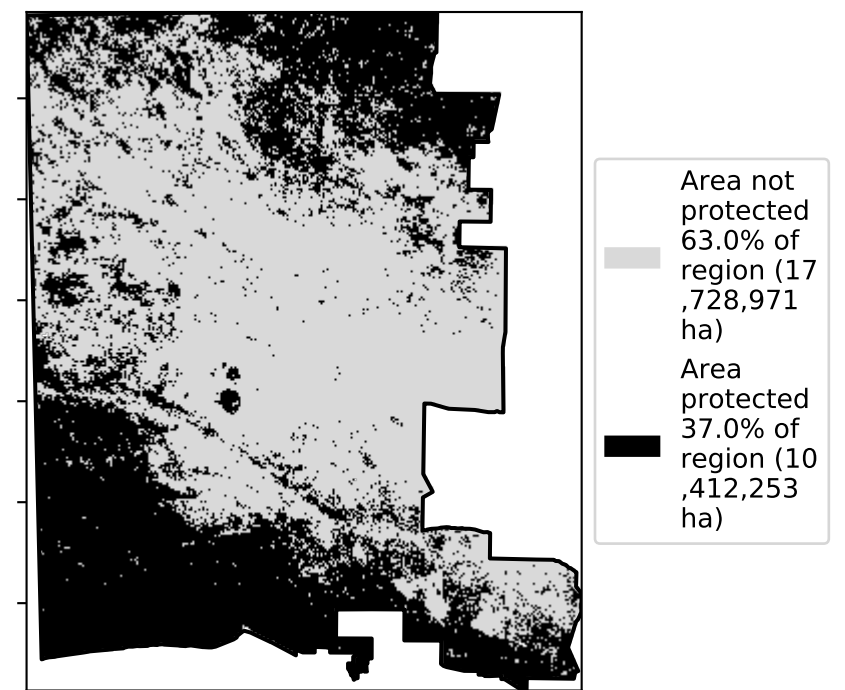 Area not
protected
63.0% of
region (17
,728,971
ha)
Area
protected
37.0% of
region (10
,412,253
ha)